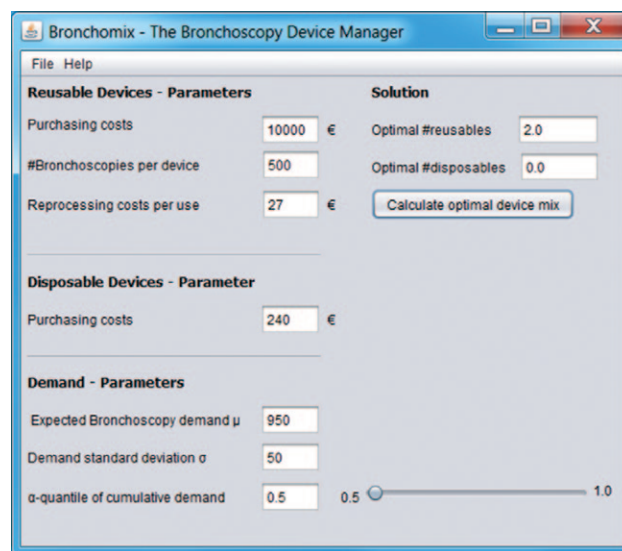 Bronchomix - The Bronchoscopy Device Manager
File Help
Reusable Devices - Parameters
Purchasing costs 10000 €
#Bronchoscopies per device 500
Reprocessing costs per use 27 €
Solution
Optimal #reusables 2.0
Optimal #disposables 0.0
Calculate optimal device mix
Disposable Devices - Parameter
Purchasing costs 240 €
Demand - Parameters
Expected Bronchoscopy demand μ 950
Demand standard deviation σ 50
α-quantile of cumulative demand 0.5 0.5 1.0